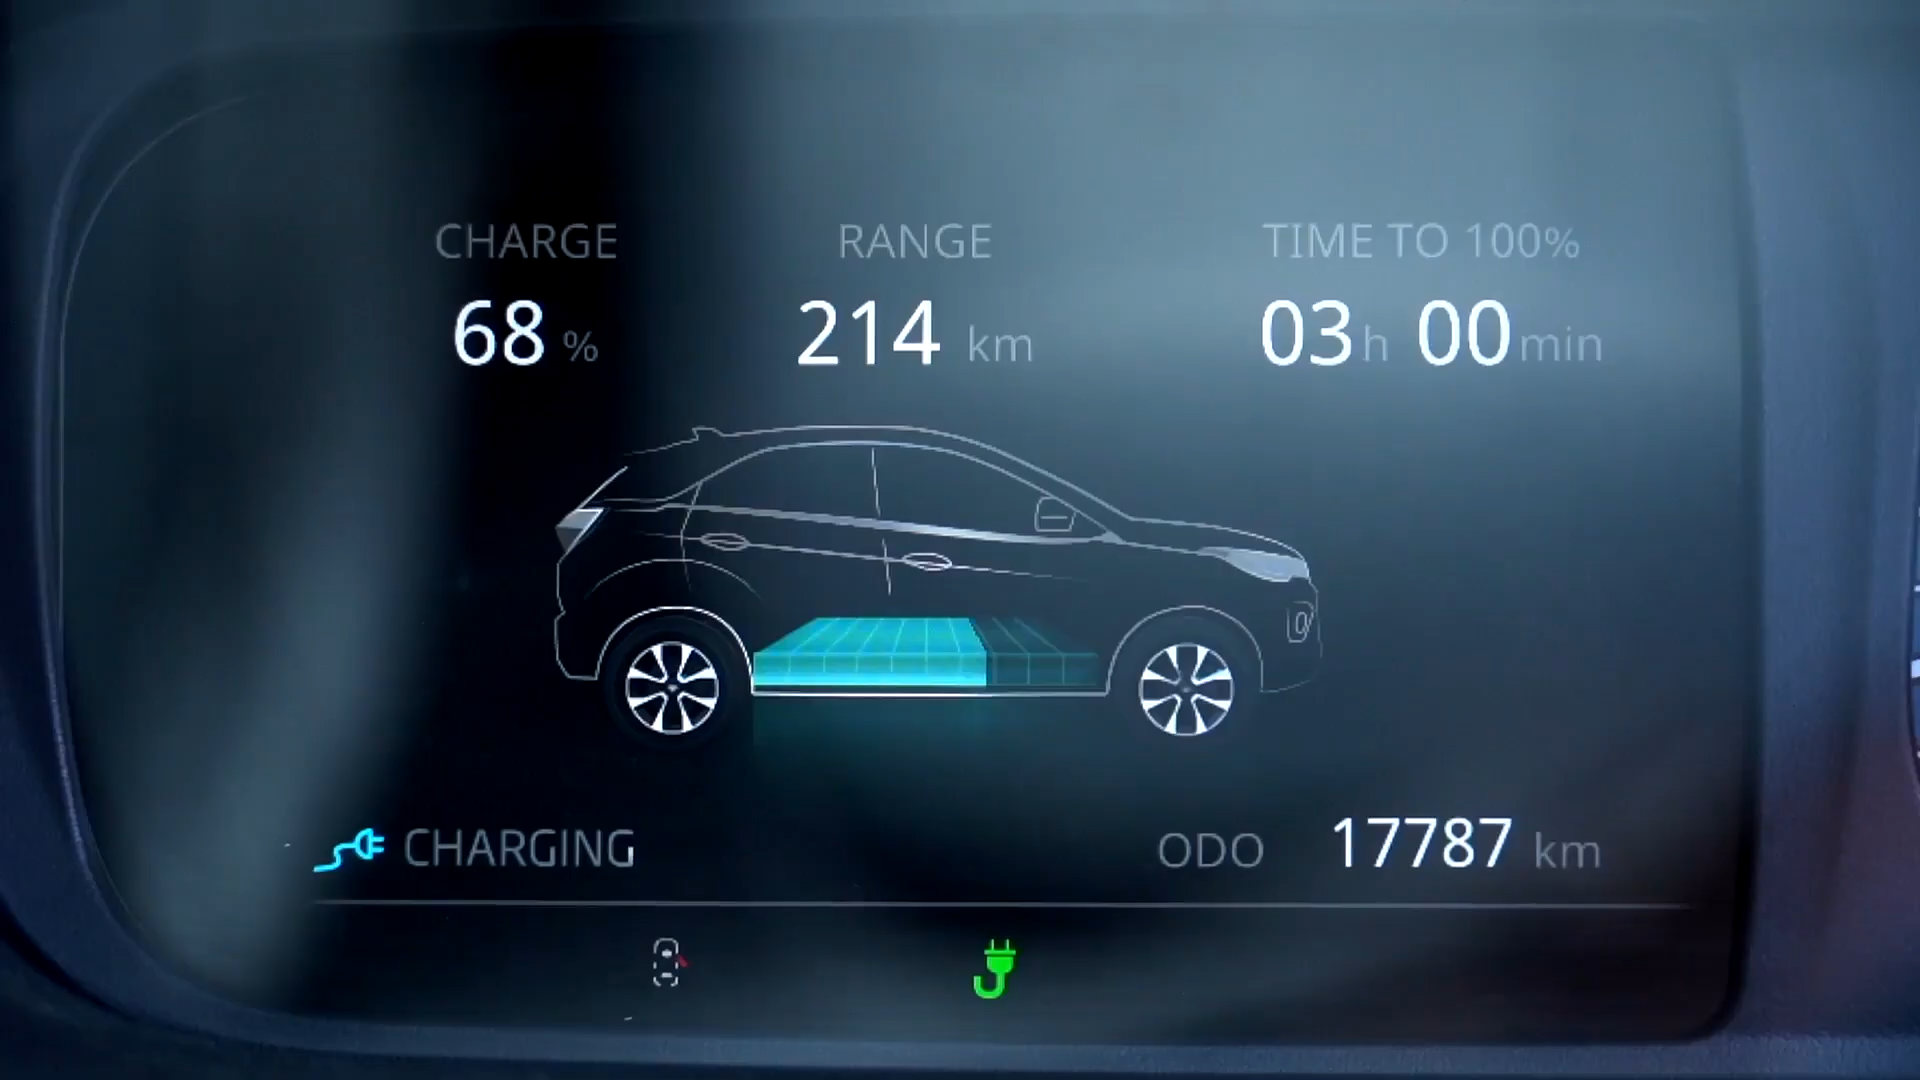 CHARGE RANGE TIME TO 100%
68 % 214 km 03 h 00 min
CHARGING ODO 17787 km